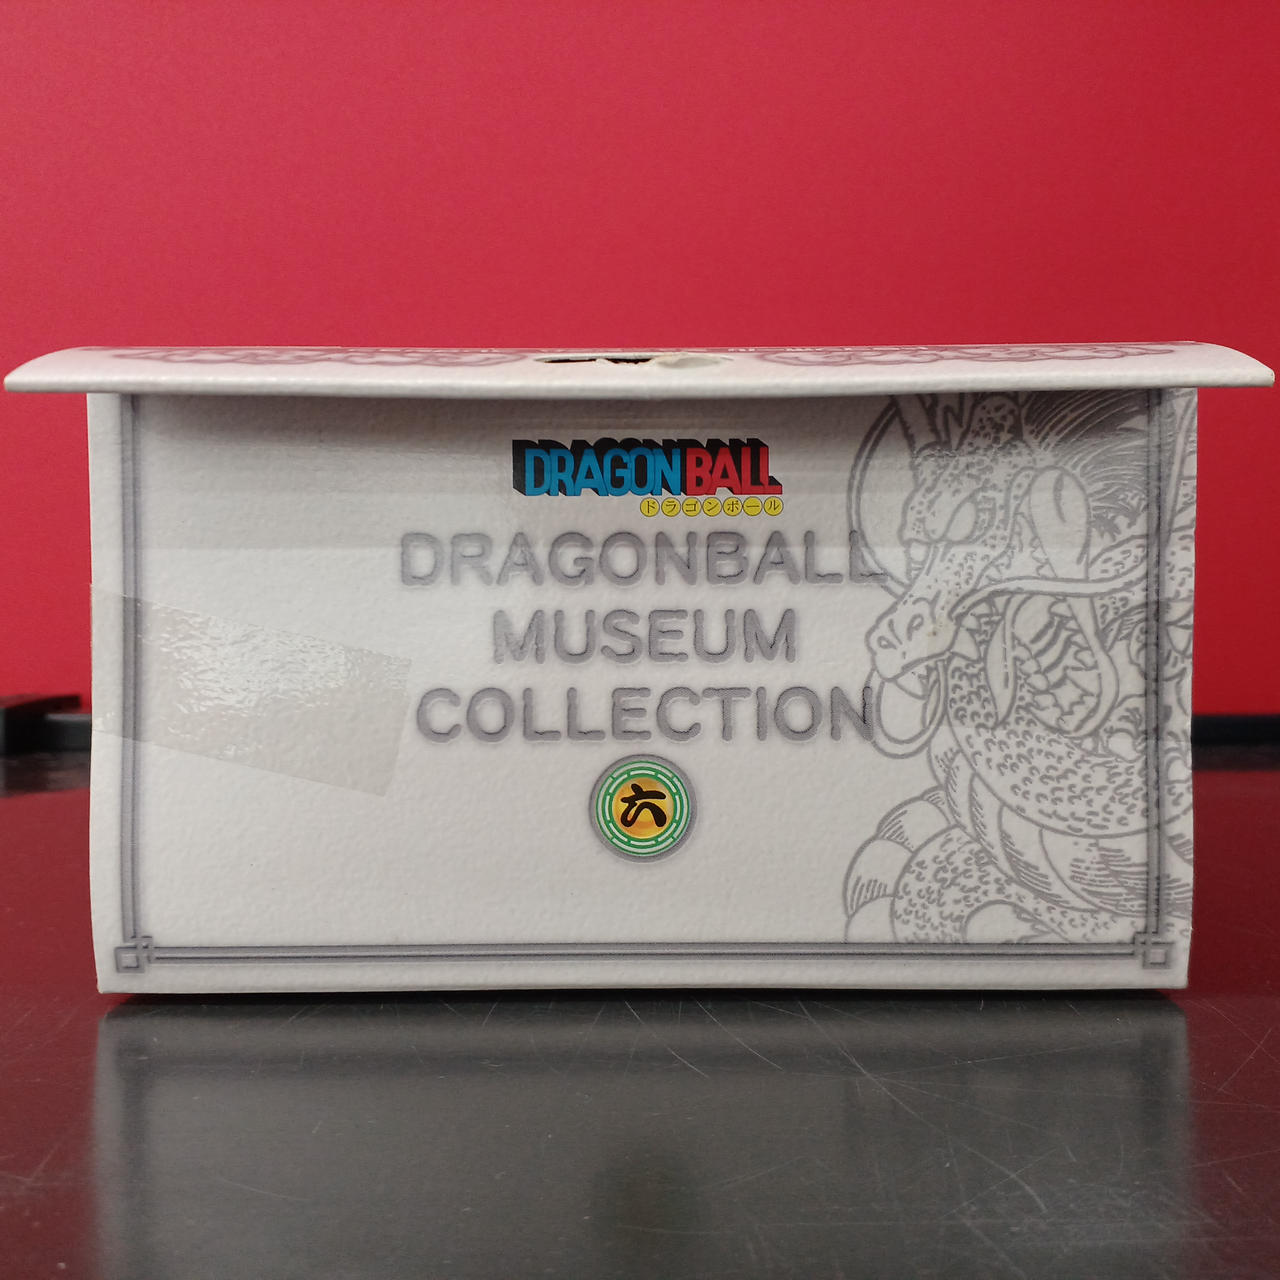 DRAGONBALL
ドラゴンボール
DRAGONBALL
MUSEUM
COLLECTION
六